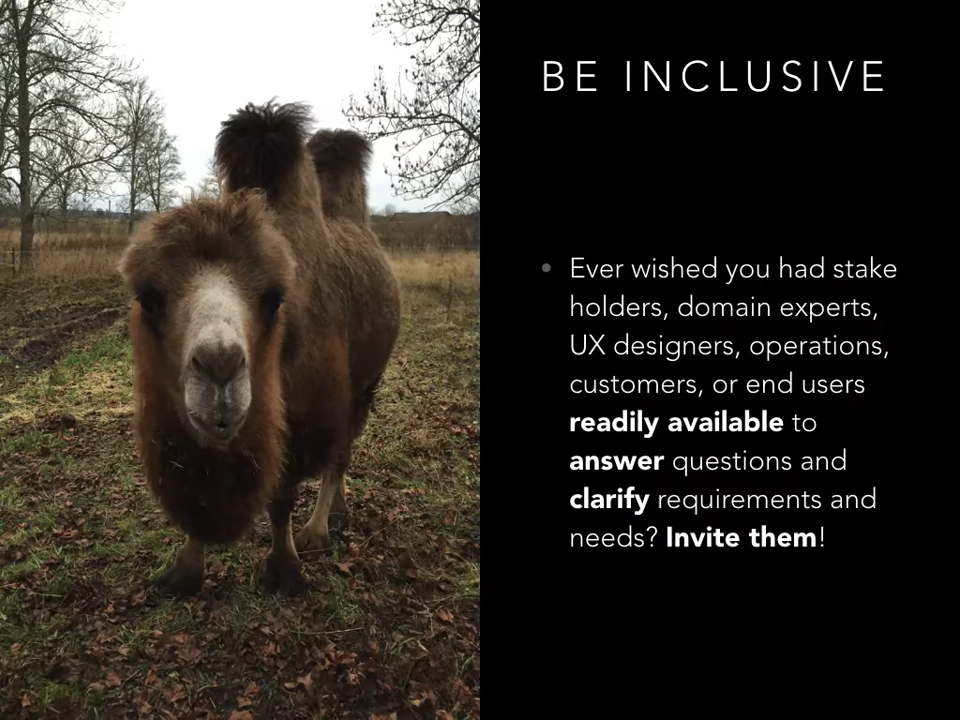 BE INCLUSIVE
• Ever wished you had stake
holders, domain experts,
UX designers, operations,
customers, or end users
readily available to
answer questions and
clarify requirements and
needs? Invite them!